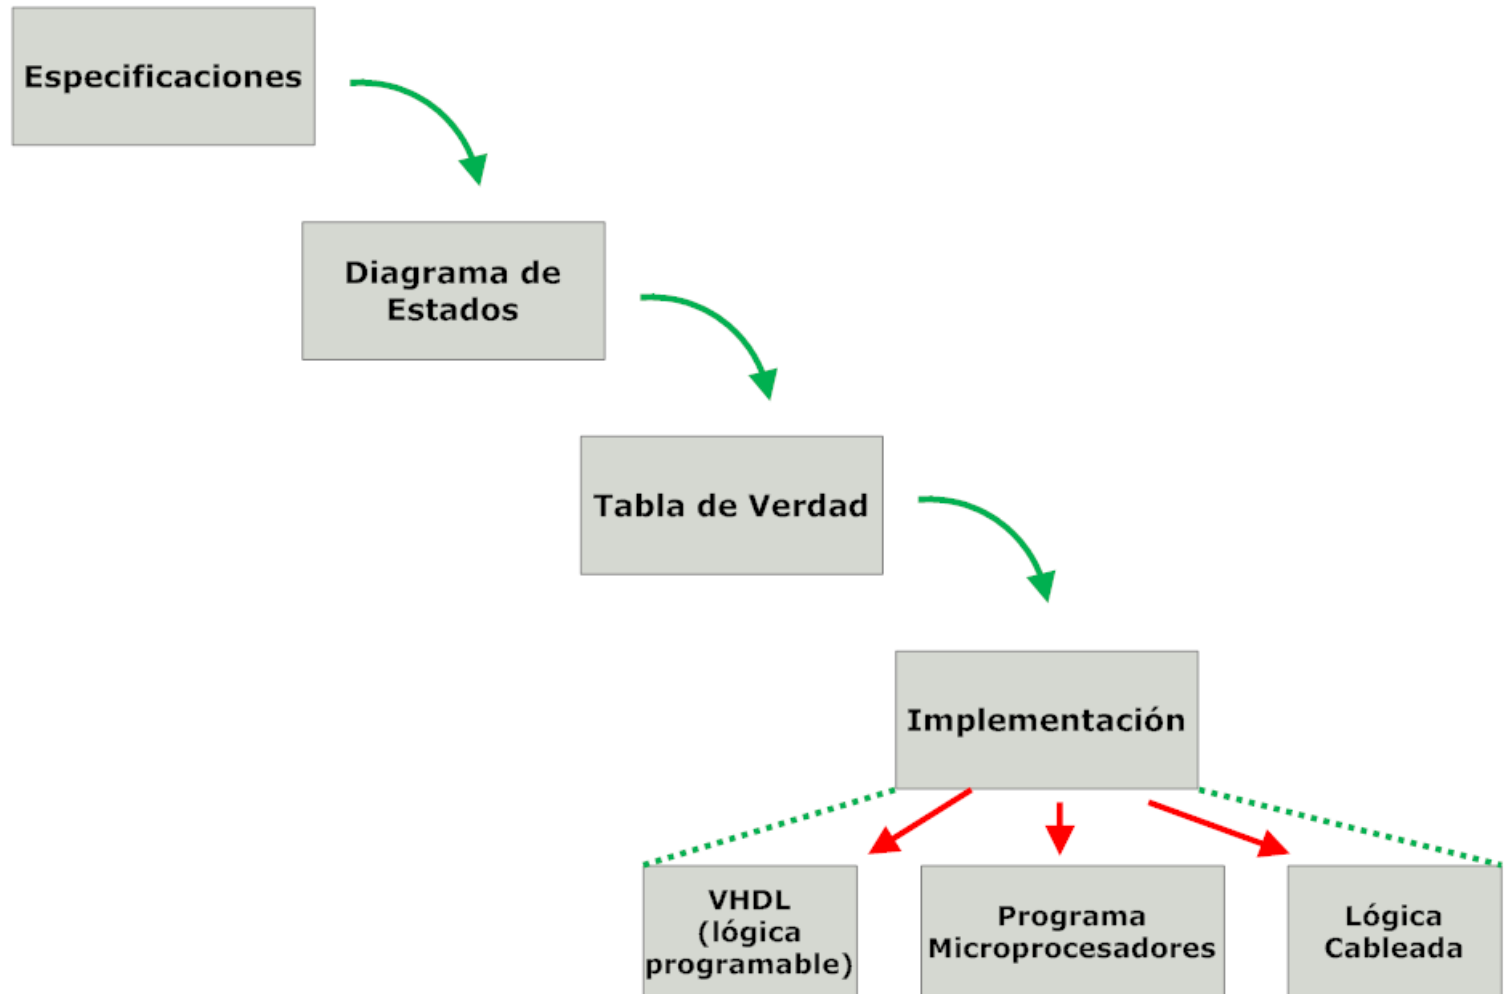 Especificaciones
Diagrama de
Estados
Tabla de Verdad
Implementación
VHDL
(lógica
programable)
Programa
Microprocesadores
Lógica
Cableada